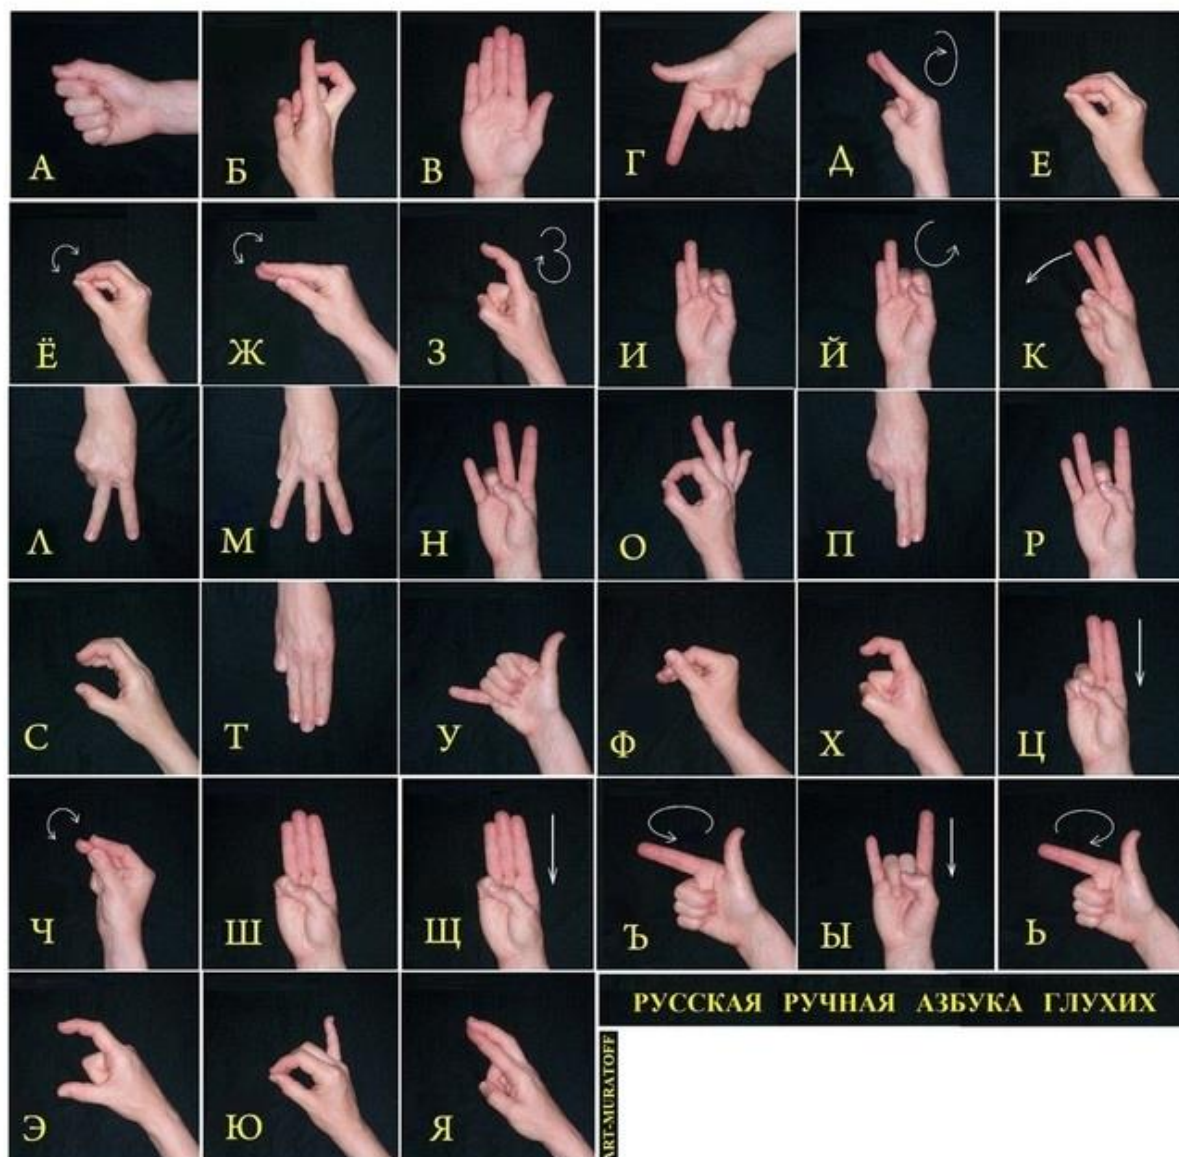 А Б В Г Д Е
Ё Ж З И Й К
Л М Н О П Р
С Т У Ф Х Ц
Ч Ш Щ Ъ Ы Ь
Э Ю Я
РУССКАЯ РУЧНАЯ АЗБУКА ГЛУХИХ
ART-MURATOFF